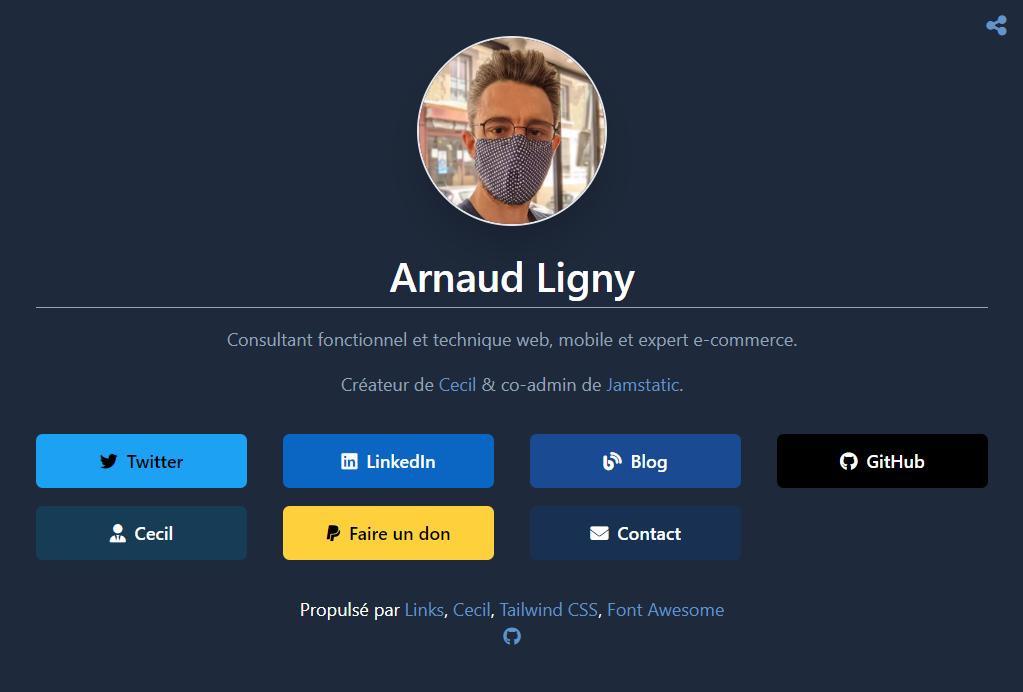 Arnaud Ligny
Consultant fonctionnel et technique web, mobile et expert e-commerce.
Créateur de Cecil & co-admin de Jamstatic.
Twitter
LinkedIn
Blog
GitHub
Cecil
Faire un don
Contact
Propulsé par Links, Cecil, Tailwind CSS, Font Awesome